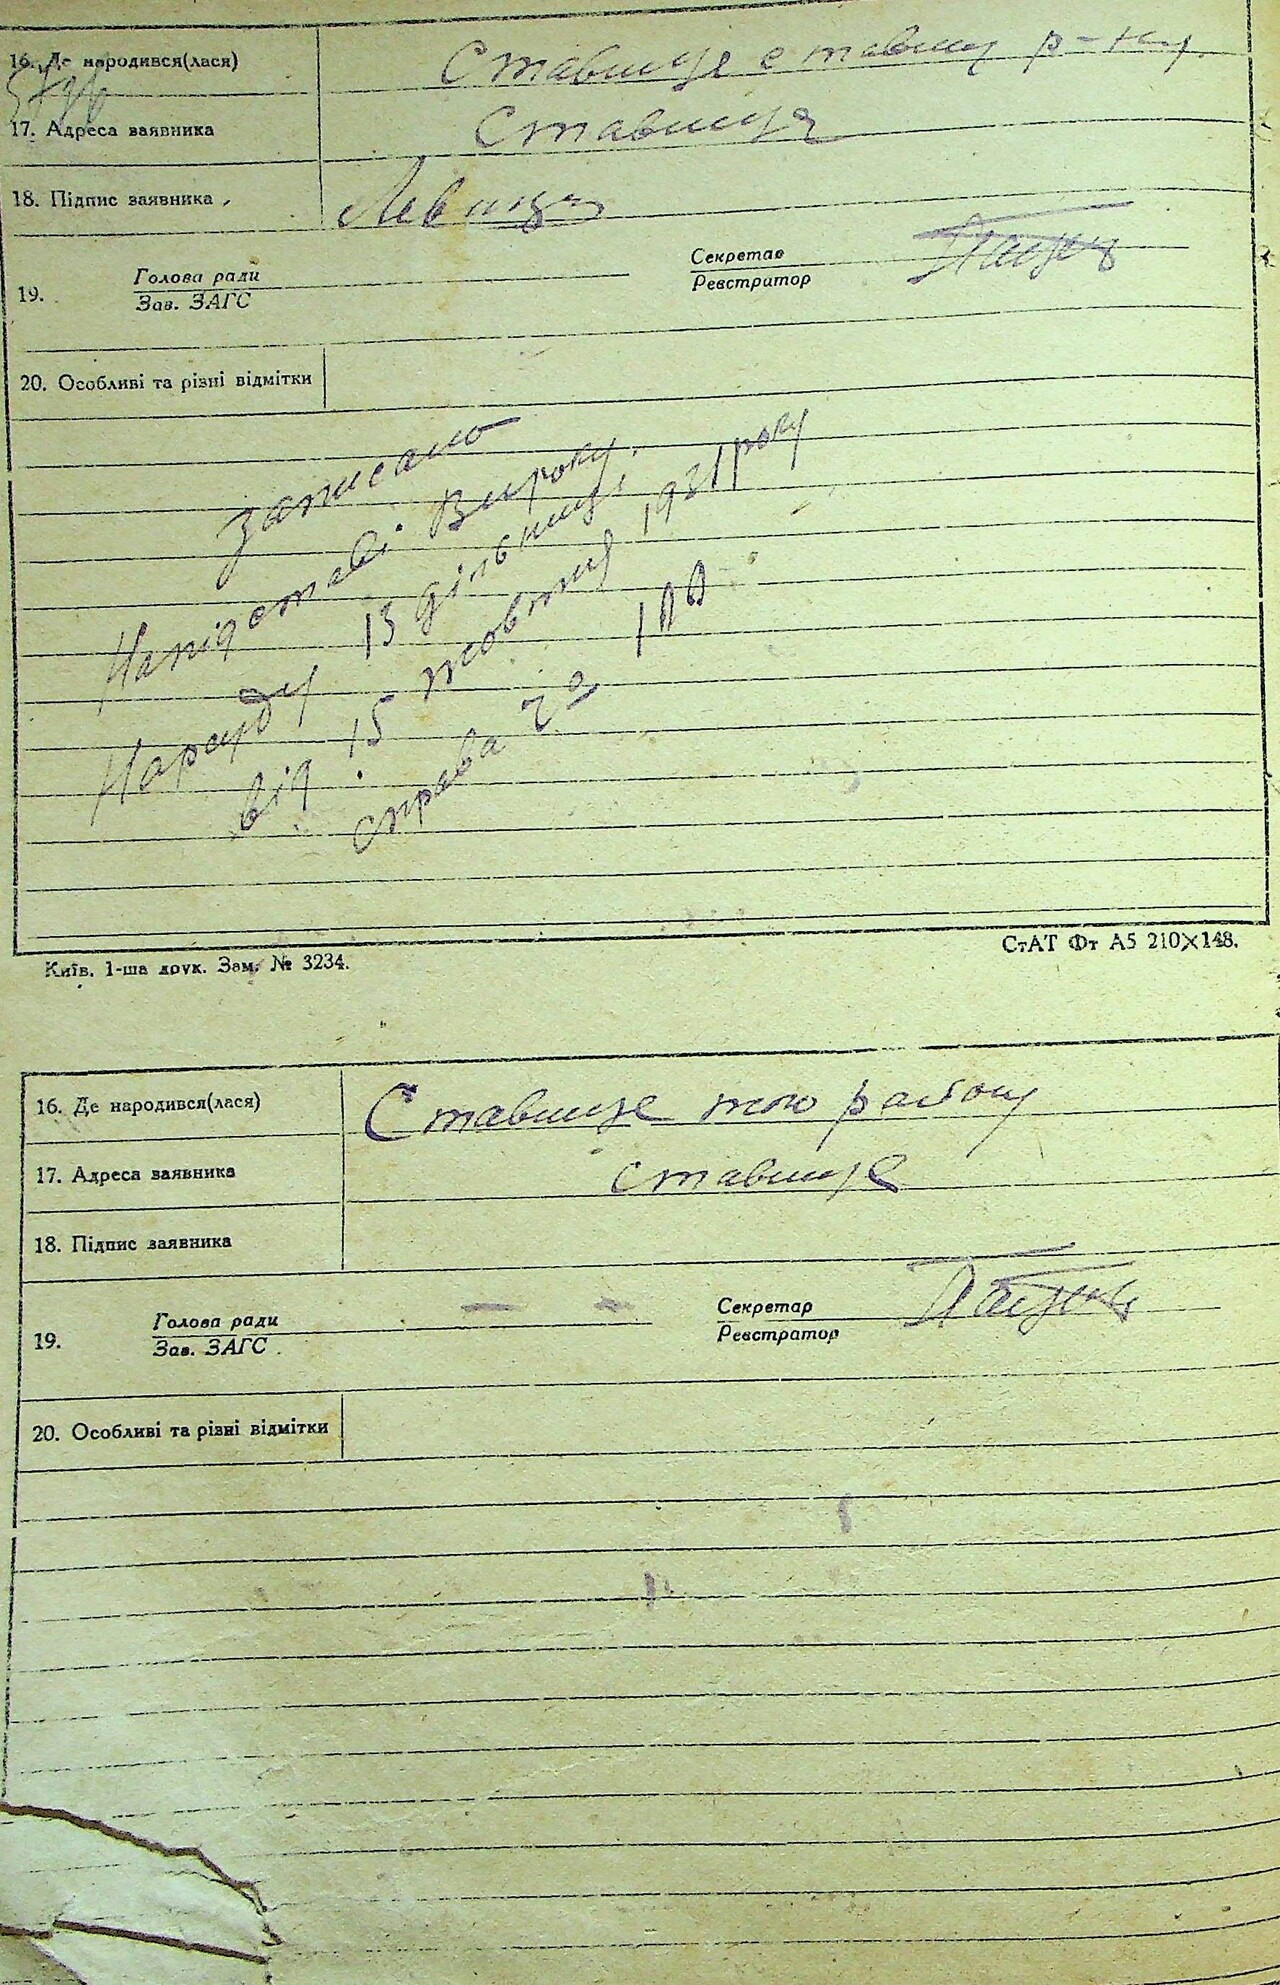 16. Де народився(лася) Ставище ставищ р-ну
17. Адреса заявника Ставище
18. Підпис заявника
19. Голова ради Секретар
Зав. ЗАГС Реєстратор
20. Особливі та різні відмітки
Записано
На підставі Вироку
Нарсуду 13 дільниці
від 15 жовтня 1931 року
справа
Київ. 1-ша друк. Зам. № 3234.
СтАТ Фт А5 210×148.
16. Де народився(лася) Ставище того району
17. Адреса заявника Ставище
18. Підпис заявника
19. Голова ради Секретар
Зав. ЗАГС Реєстратор
20. Особливі та різні відмітки